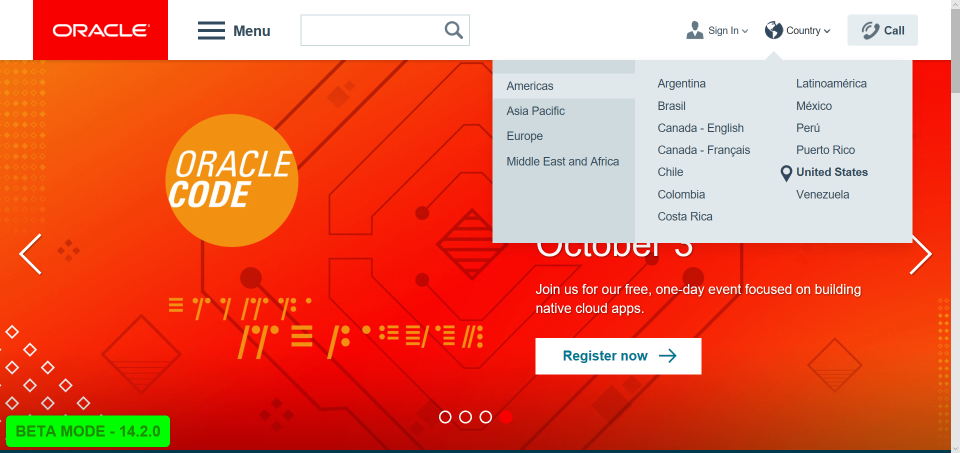 ORACLE
Menu
Sign In
Country
Call
Americas
Asia Pacific
Europe
Middle East and Africa
Argentina
Brasil
Canada - English
Canada - Français
Chile
Colombia
Costa Rica
Latinoamérica
México
Perú
Puerto Rico
United States
Venezuela
ORACLE
CODE
October 3
Join us for our free, one-day event focused on building
native cloud apps.
Register now
BETA MODE - 14.2.0